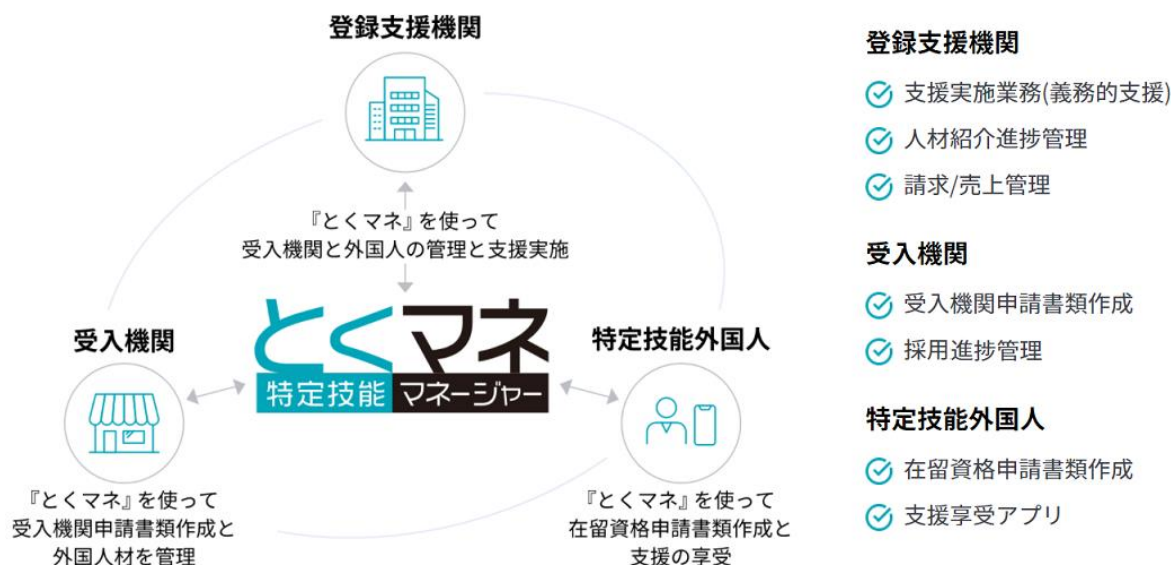 登録支援機関
『とくマネ』を使って
受入機関と外国人の管理と支援実施
とくマネ
特定技能 マネージャー
受入機関
『とくマネ』を使って
受入機関申請書類作成と
外国人材を管理
特定技能外国人
『とくマネ』を使って
在留資格申請書類作成と
支援の享受
登録支援機関
支援実施業務(義務的支援)
人材紹介進捗管理
請求/売上管理
受入機関
受入機関申請書類作成
採用進捗管理
特定技能外国人
在留資格申請書類作成
支援享受アプリ